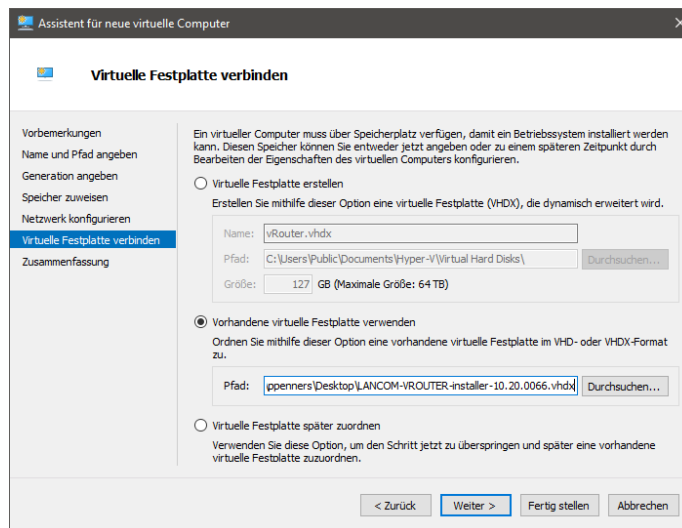 Assistent für neue virtuelle Computer
Virtuelle Festplatte verbinden
Vorbemerkungen
Name und Pfad angeben
Generation angeben
Speicher zuweisen
Netzwerk konfigurieren
Virtuelle Festplatte verbinden
Zusammenfassung
Ein virtueller Computer muss über Speicherplatz verfügen, damit ein Betriebssystem installiert werden
kann. Diesen Speicher können Sie entweder jetzt angeben oder zu einem späteren Zeitpunkt durch
Bearbeiten der Eigenschaften des virtuellen Computers konfigurieren.
Virtuelle Festplatte erstellen
Erstellen Sie mithilfe dieser Option eine virtuelle Festplatte (VHDX), die dynamisch erweitert wird.
Name: vRouter.vhdx
Pfad: C:\Users\Public\Documents\Hyper-V\Virtual Hard Disks\ Durchsuchen...
Größe: 127 GB (Maximale Größe: 64 TB)
Vorhandene virtuelle Festplatte verwenden
Ordnen Sie mithilfe dieser Option eine vorhandene virtuelle Festplatte im VHD- oder VHDX-Format
zu.
Pfad: ppenners\Desktop\LANCOM-VROUTER-installer-10.20.0066.vhdx Durchsuchen...
Virtuelle Festplatte später zuordnen
Verwenden Sie diese Option, um den Schritt jetzt zu überspringen und später eine vorhandene
virtuelle Festplatte zuzuordnen.
< Zurück Weiter > Fertig stellen Abbrechen